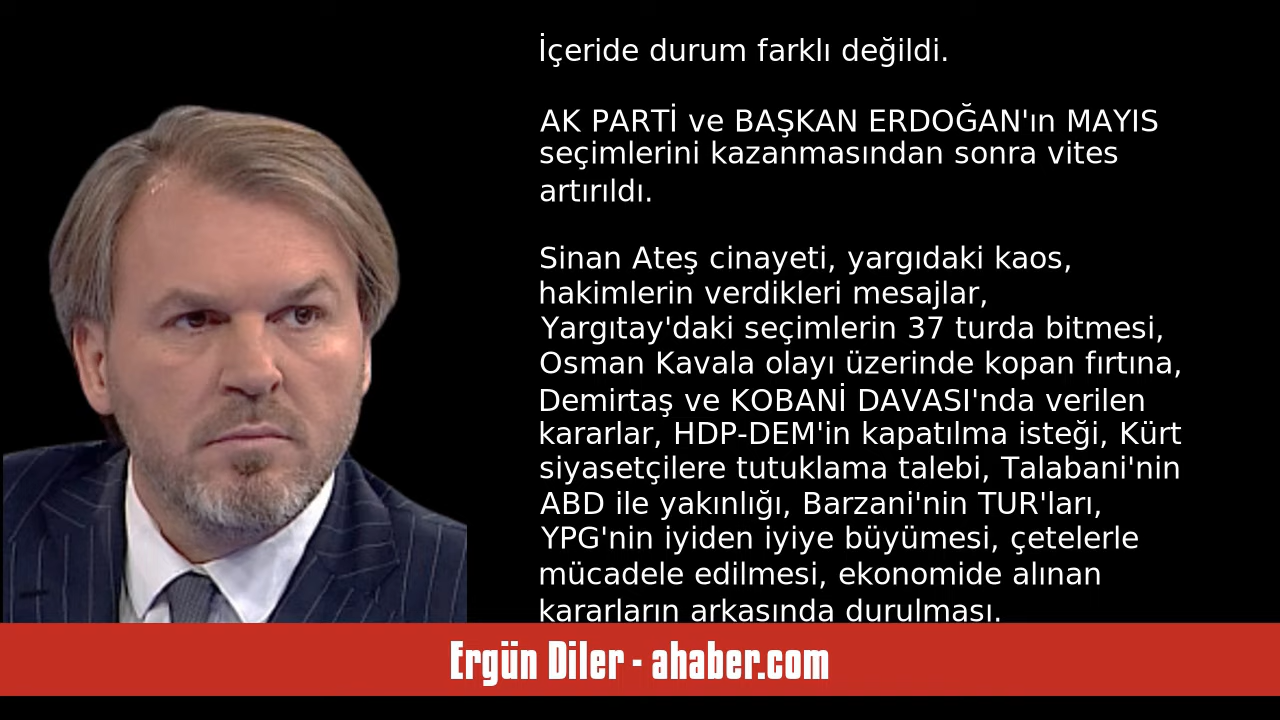 İçeride durum farklı değildi.
AK PARTİ ve BAŞKAN ERDOĞAN'ın MAYIS
seçimlerini kazanmasından sonra vites
artırıldı.
Sinan Ateş cinayeti, yargıdaki kaos,
hakimlerin verdikleri mesajlar,
Yargıtay'daki seçimlerin 37 turda bitmesi,
Osman Kavala olayı üzerinde kopan fırtına,
Demirtaş ve KOBANİ DAVASI'nda verilen
kararlar, HDP-DEM'in kapatılma isteği, Kürt
siyasetçilere tutuklama talebi, Talabani'nin
ABD ile yakınlığı, Barzani'nin TUR'ları,
YPG'nin iyiden iyiye büyümesi, çetelerle
mücadele edilmesi, ekonomide alınan
kararların arkasında durulması.
Ergün Diler - ahaber.com